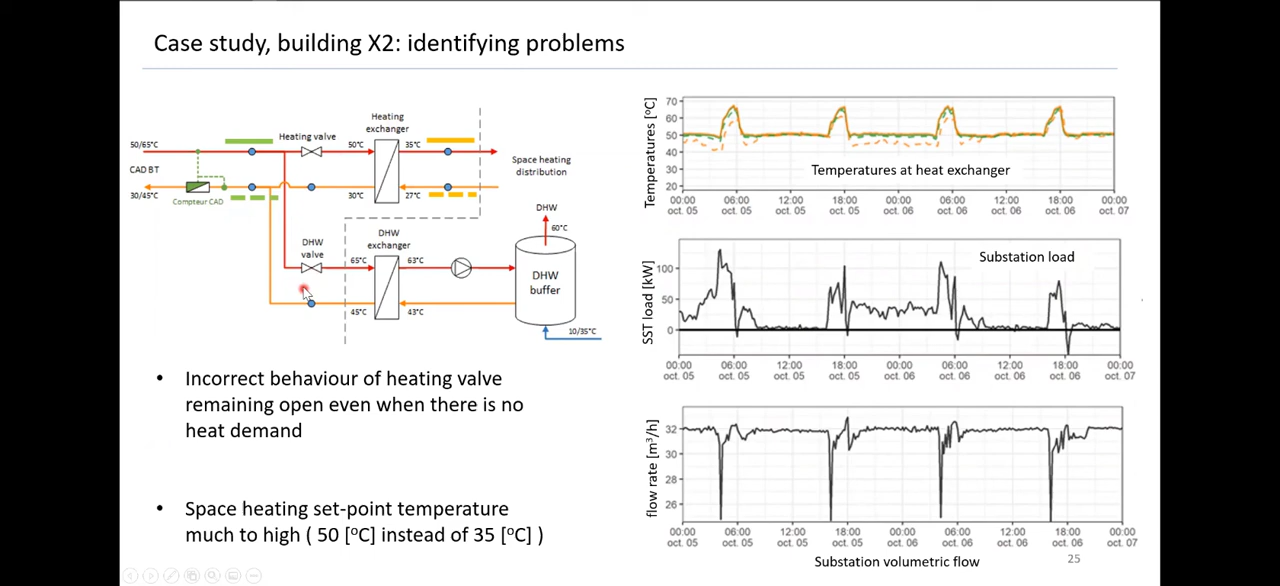 Case study, building X2: identifying problems
Heating exchanger
Heating valve
50/65°C
50°C
35°C
CAD BT
30/45°C
30°C
27°C
Compteur CAD
Space heating
distribution
DHW
60°C
DHW
valve
DHW
exchanger
65°C
63°C
45°C
43°C
DHW
buffer
10/35°C
• Incorrect behaviour of heating valve
remaining open even when there is no
heat demand
• Space heating set-point temperature
much to high ( 50 [°C] instead of 35 [°C] )
Temperatures [°C]
70
60
50
40
30
20
Temperatures at heat exchanger
00:00 06:00 12:00 18:00 00:00 06:00 12:00 18:00 00:00
oct. 05 oct. 05 oct. 05 oct. 05 oct. 06 oct. 06 oct. 06 oct. 06 oct. 07
SST load [kW]
100
50
0
Substation load
00:00 06:00 12:00 18:00 00:00 06:00 12:00 18:00 00:00
oct. 05 oct. 05 oct. 05 oct. 05 oct. 06 oct. 06 oct. 06 oct. 06 oct. 07
flow rate [m³/h]
32
30
28
26
00:00 06:00 12:00 18:00 00:00 06:00 12:00 18:00 00:00
oct. 05 oct. 05 oct. 05 oct. 05 oct. 06 oct. 06 oct. 06 oct. 06 oct. 07
Substation volumetric flow
25